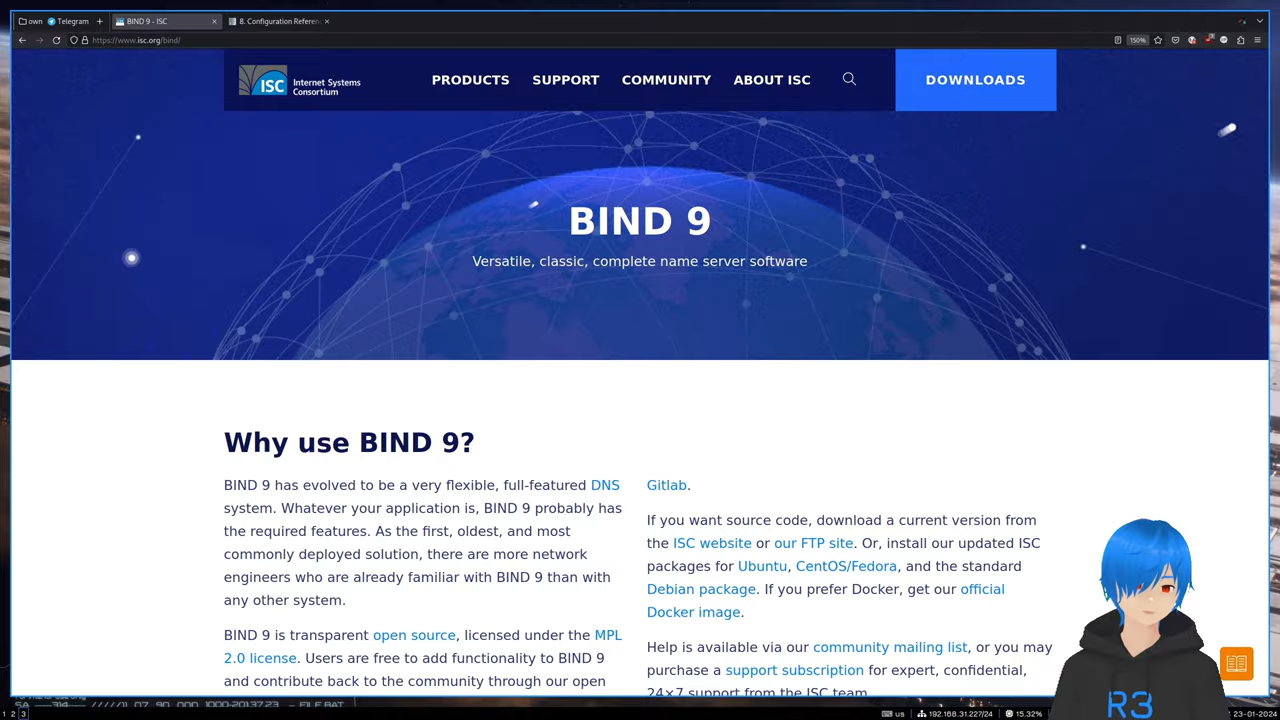 own Telegram + BIND 9 - ISC × 8. Configuration Referenc ×
https://www.isc.org/bind/ 150%
ISC Internet Systems Consortium
PRODUCTS SUPPORT COMMUNITY ABOUT ISC DOWNLOADS
BIND 9
Versatile, classic, complete name server software
Why use BIND 9?
BIND 9 has evolved to be a very flexible, full-featured DNS
system. Whatever your application is, BIND 9 probably has
the required features. As the first, oldest, and most
commonly deployed solution, there are more network
engineers who are already familiar with BIND 9 than with
any other system.
BIND 9 is transparent open source, licensed under the MPL
2.0 license. Users are free to add functionality to BIND 9
and contribute back to the community through our open
Gitlab.
If you want source code, download a current version from
the ISC website or our FTP site. Or, install our updated ISC
packages for Ubuntu, CentOS/Fedora, and the standard
Debian package. If you prefer Docker, get our official
Docker image.
Help is available via our community mailing list, or you may
purchase a support subscription for expert, confidential,
24×7 support from the ISC team.
R3
1 2 3 us 192.168.31.227/24 15.32% 23-01-2024